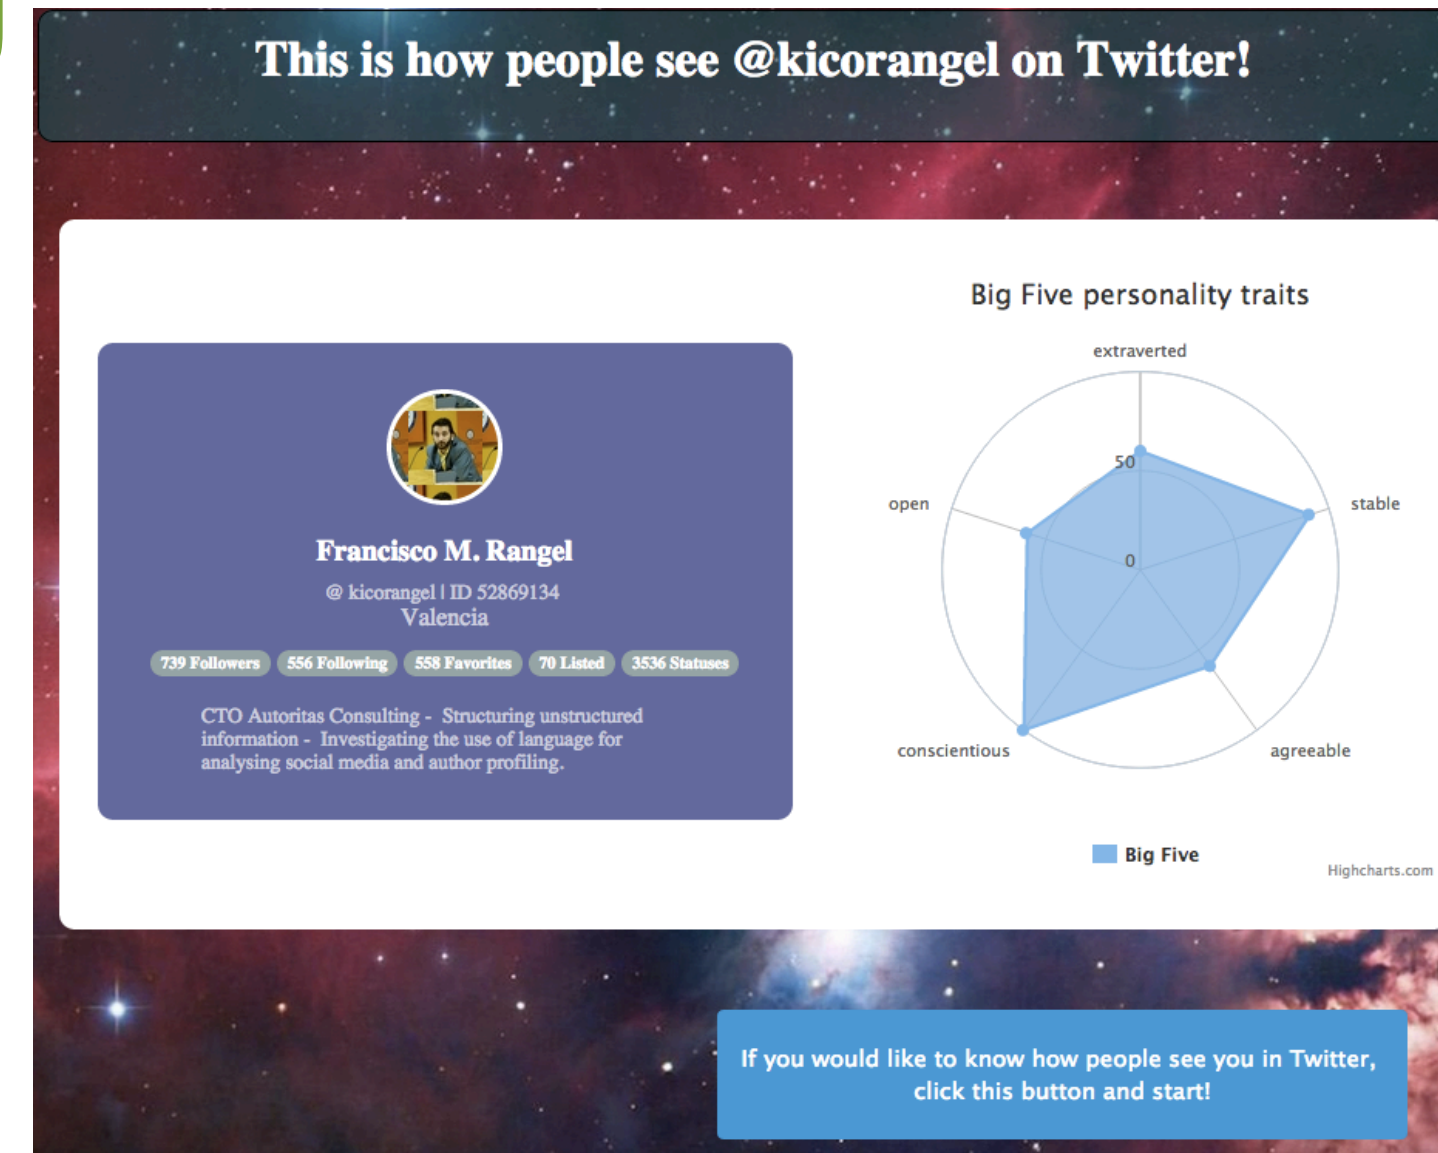 This is how people see @kicorangel on Twitter!
Francisco M. Rangel
@ kicorangel | ID 52869134
Valencia
739 Followers 556 Following 558 Favorites 70 Listed 3536 Statuses
CTO Autoritas Consulting - Structuring unstructured
information - Investigating the use of language for
analysing social media and author profiling.
Big Five personality traits
extraverted
50
open
stable
0
conscientious
agreeable
Big Five
Highcharts.com
If you would like to know how people see you in Twitter,
click this button and start!